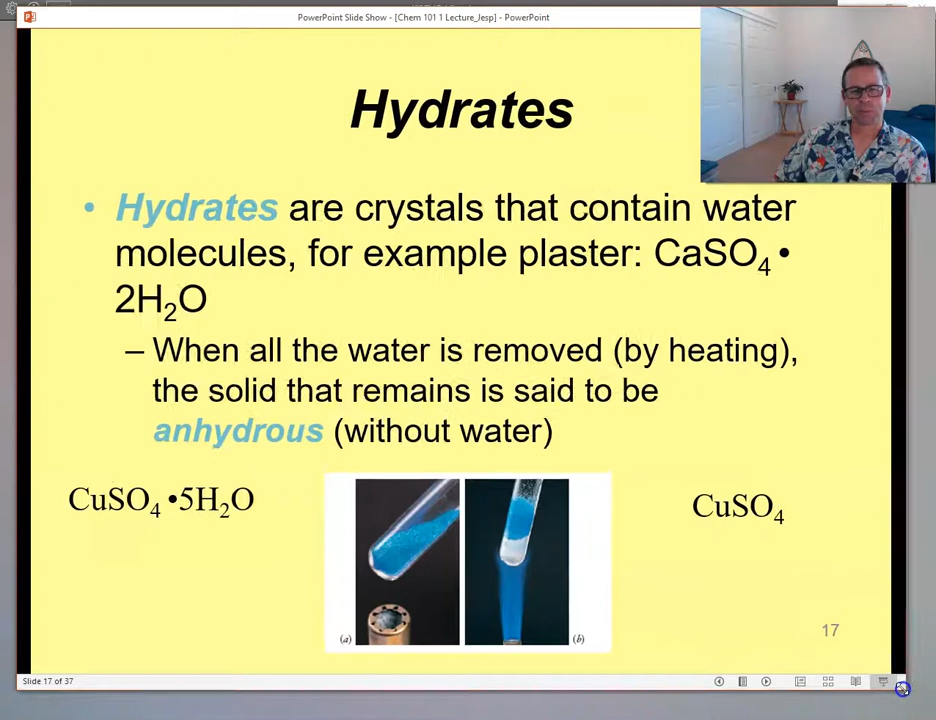 PowerPoint Slide Show - [Chem 101 1 Lecture_Jesp] - PowerPoint
Hydrates
• Hydrates are crystals that contain water
molecules, for example plaster: CaSO₄ •
2H₂O
– When all the water is removed (by heating),
the solid that remains is said to be
anhydrous (without water)
CuSO₄ •5H₂O
CuSO₄
(a)
(b)
17
Slide 17 of 37